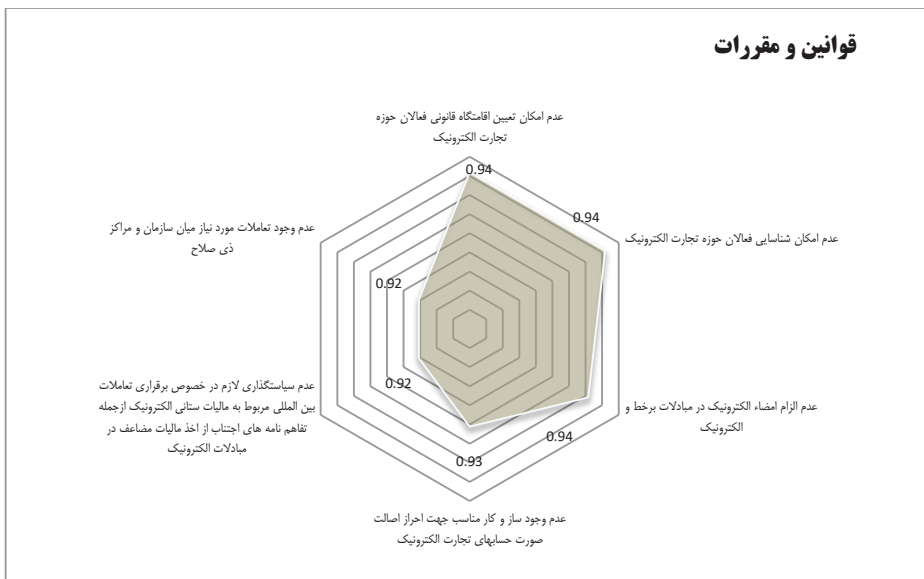 قوانین و مقررات
عدم امکان تعیین اقامتگاه قانونی فعالان حوزه
تجارت الکترونیک
0.94
0.94
عدم امکان شناسایی فعالان حوزه تجارت الکترونیک
عدم الزام امضاء الکترونیک در مبادلات برخط و
الکترونیک
0.94
0.93
عدم وجود ساز و کار مناسب جهت احراز اصالت
صورت حسابهای تجارت الکترونیک
0.92
عدم سیاستگذاری لازم در خصوص برقراری تعاملات
بین المللی مربوط به مالیات ستانی الکترونیک ازجمله
تفاهم نامه های اجتناب از اخذ مالیات مضاعف در
مبادلات الکترونیک
0.92
عدم وجود تعاملات مورد نیاز میان سازمان و مراکز
ذی صلاح